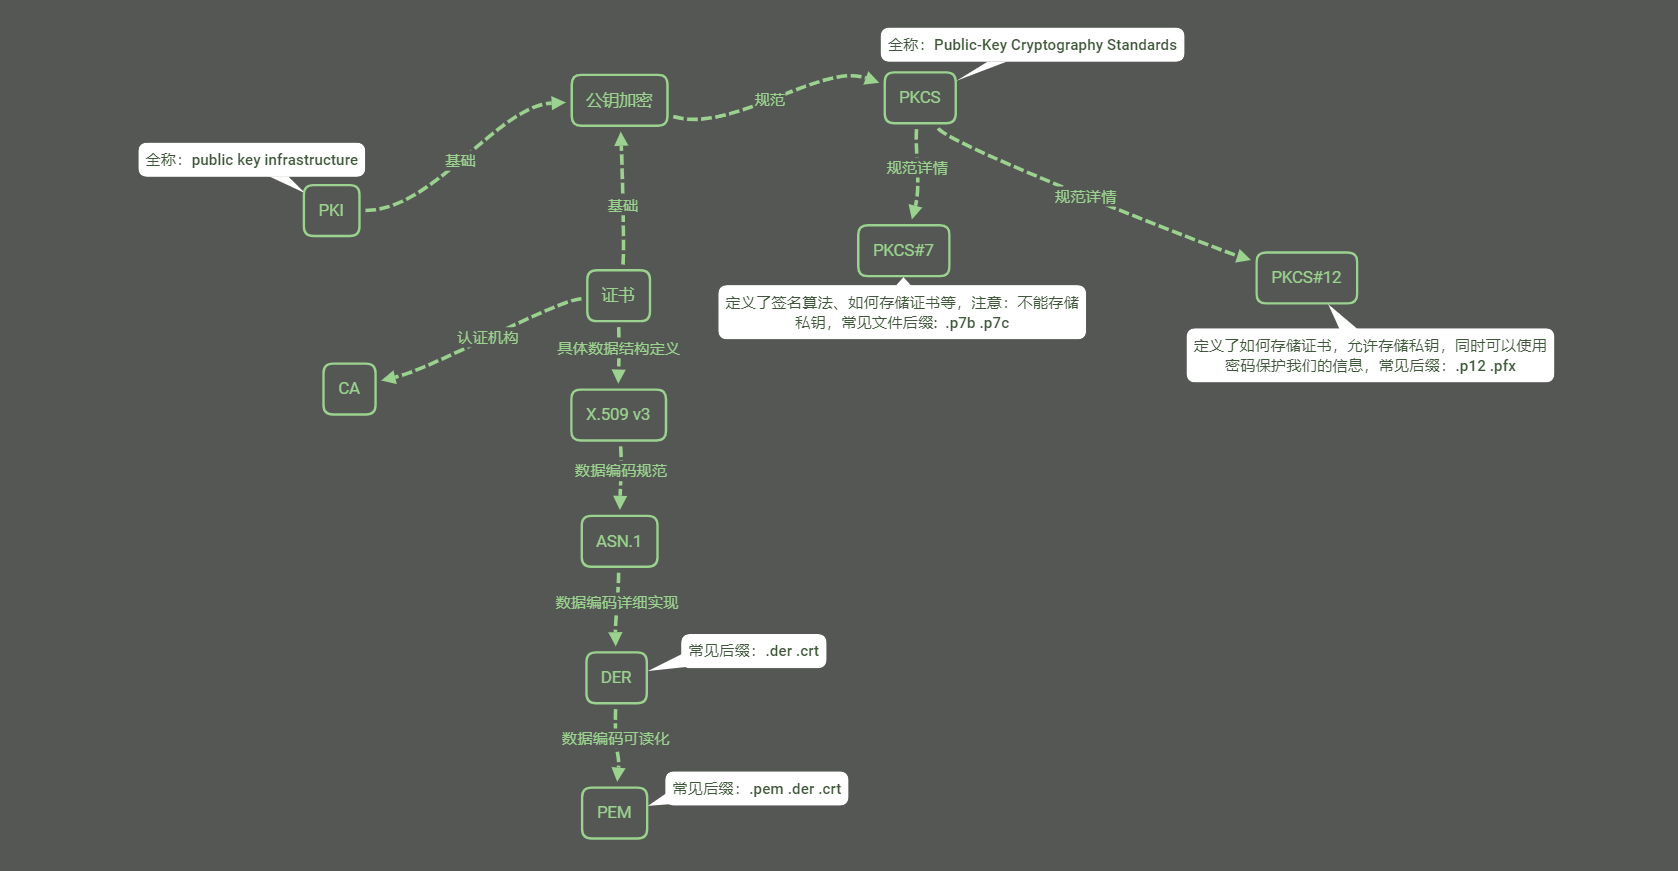 全称：Public-Key Cryptography Standards
公钥加密
规范
PKCS
全称：public key infrastructure
基础
PKI
基础
规范详情
规范详情
PKCS#7
PKCS#12
定义了签名算法、如何存储证书等，注意：不能存储
私钥，常见文件后缀: .p7b .p7c
定义了如何存储证书，允许存储私钥，同时可以使用
密码保护我们的信息，常见后缀：.p12 .pfx
证书
认证机构
CA
具体数据结构定义
X.509 v3
数据编码规范
ASN.1
数据编码详细实现
常见后缀：.der .crt
DER
数据编码可读化
常见后缀：.pem .der .crt
PEM